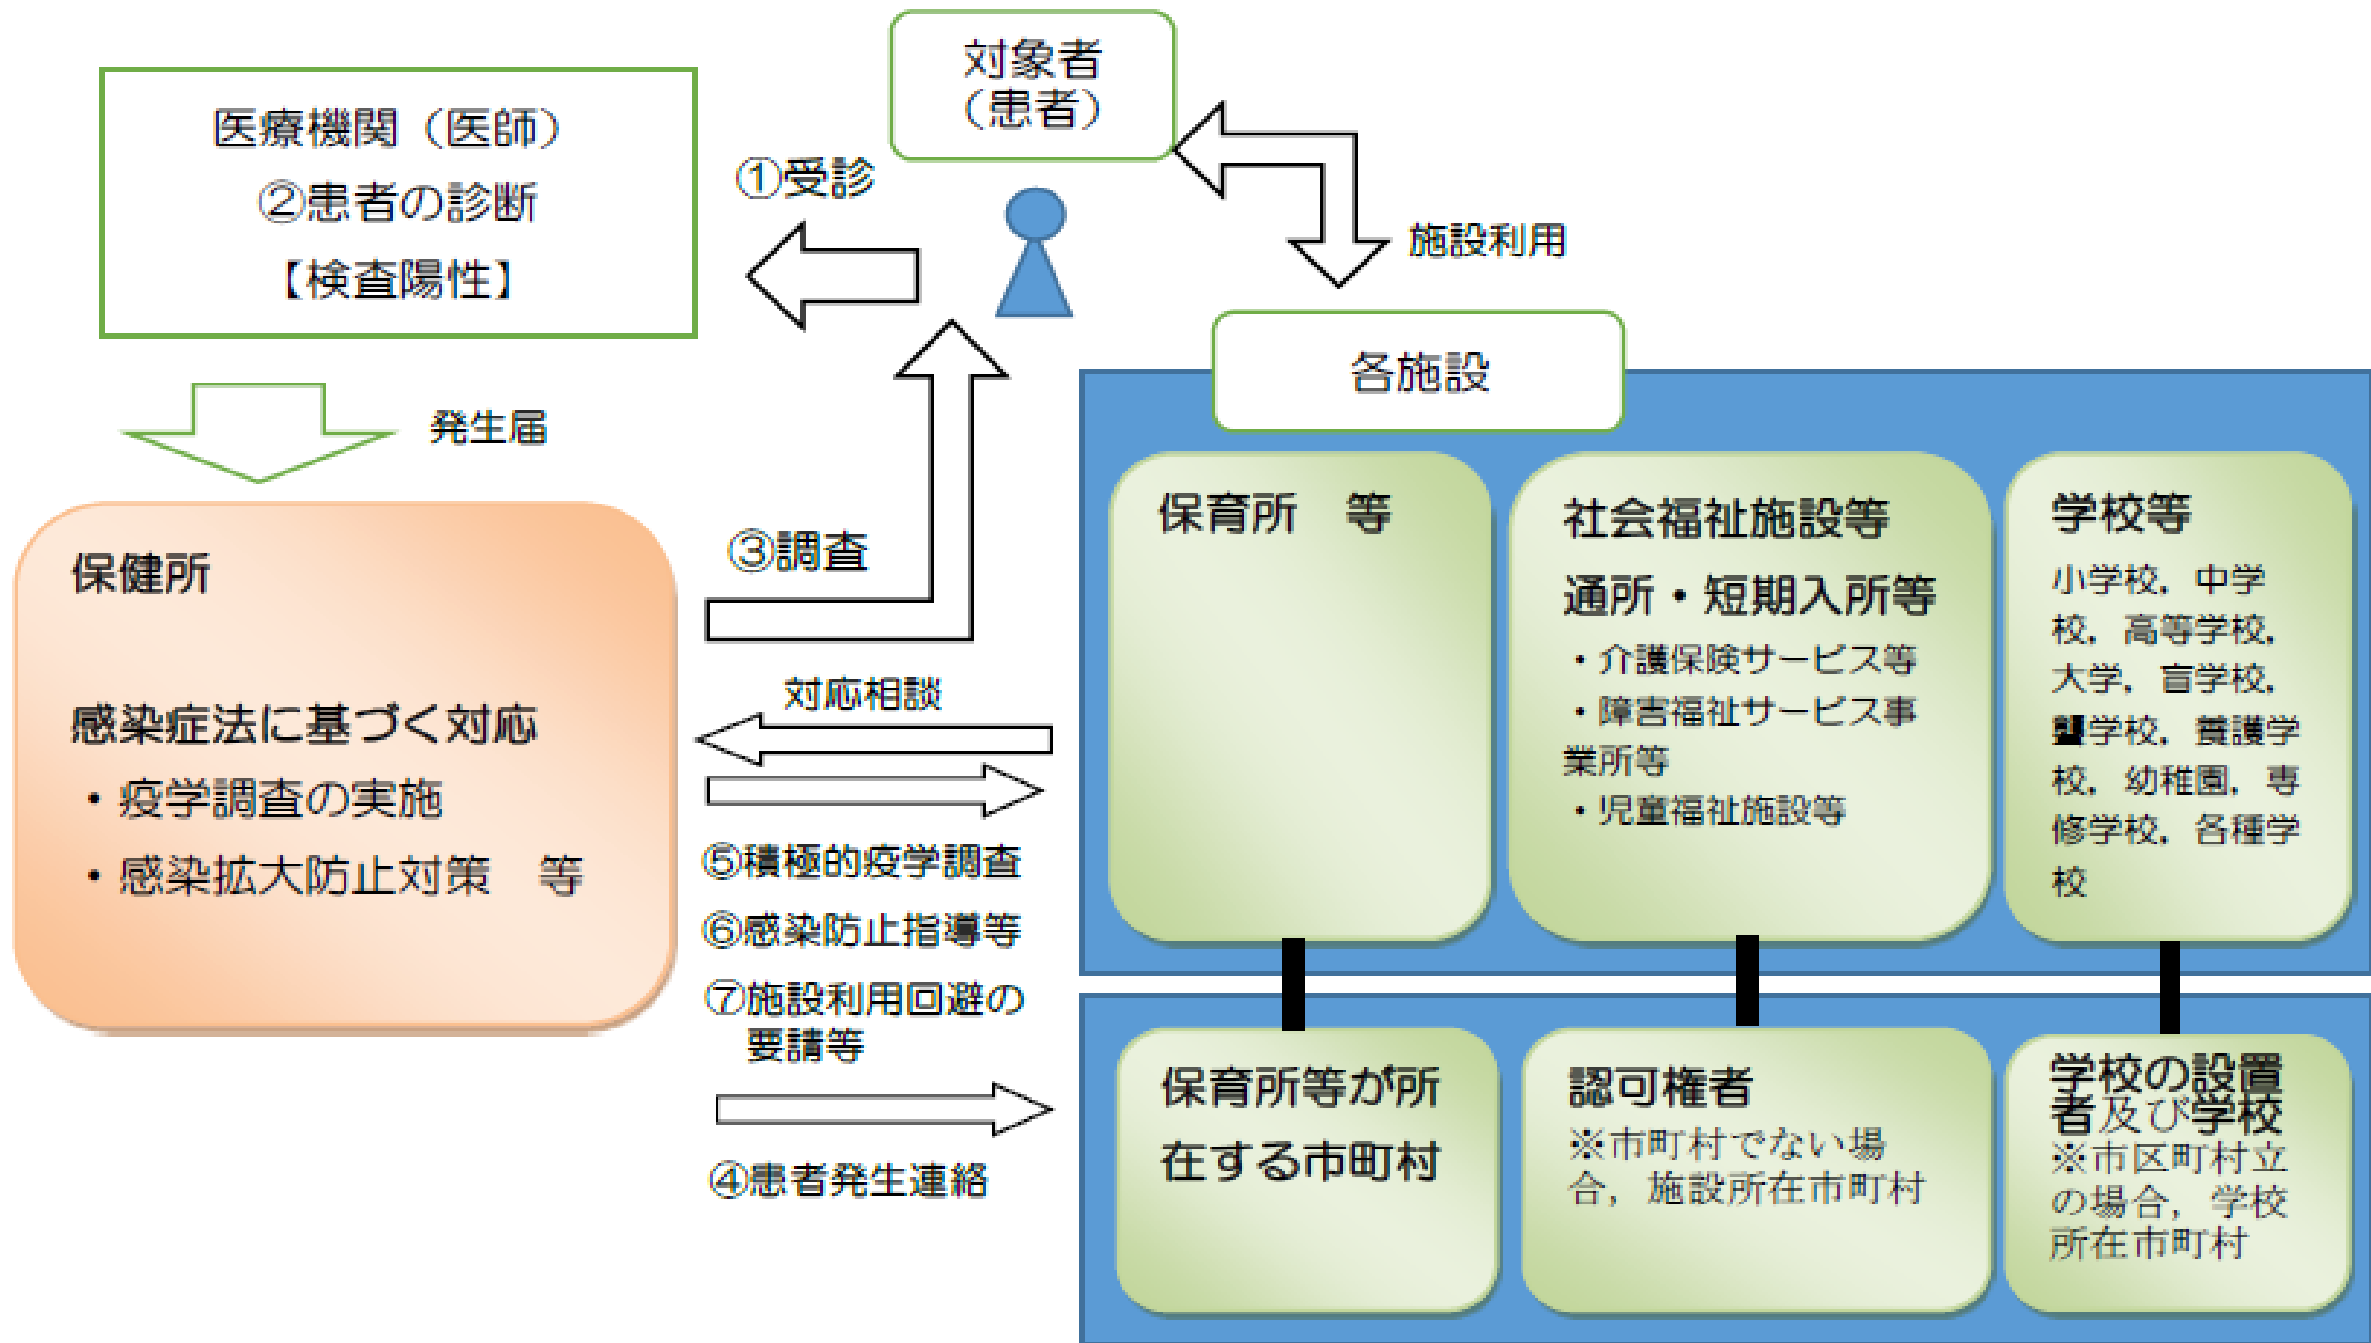 対象者
（患者）
医療機関（医師）
②患者の診断
【検査陽性】
①受診
施設利用
各施設
発生届
保健所
感染症法に基づく対応
・疫学調査の実施
・感染拡大防止対策　等
③調査
対応相談
⑤積極的疫学調査
⑥感染防止指導等
⑦施設利用回避の
要請等
④患者発生連絡
保育所　等
社会福祉施設等
通所・短期入所等
・介護保険サービス等
・障害福祉サービス事
業所等
・児童福祉施設等
学校等
小学校，中学
校，高等学校，
大学，盲学校，
聾学校，養護学
校，幼稚園，専
修学校，各種学
校
保育所等が所
在する市町村
認可権者
※市町村でない場
合，施設所在市町村
学校の設置
者及び学校
※市区町村立
の場合，学校
所在市町村